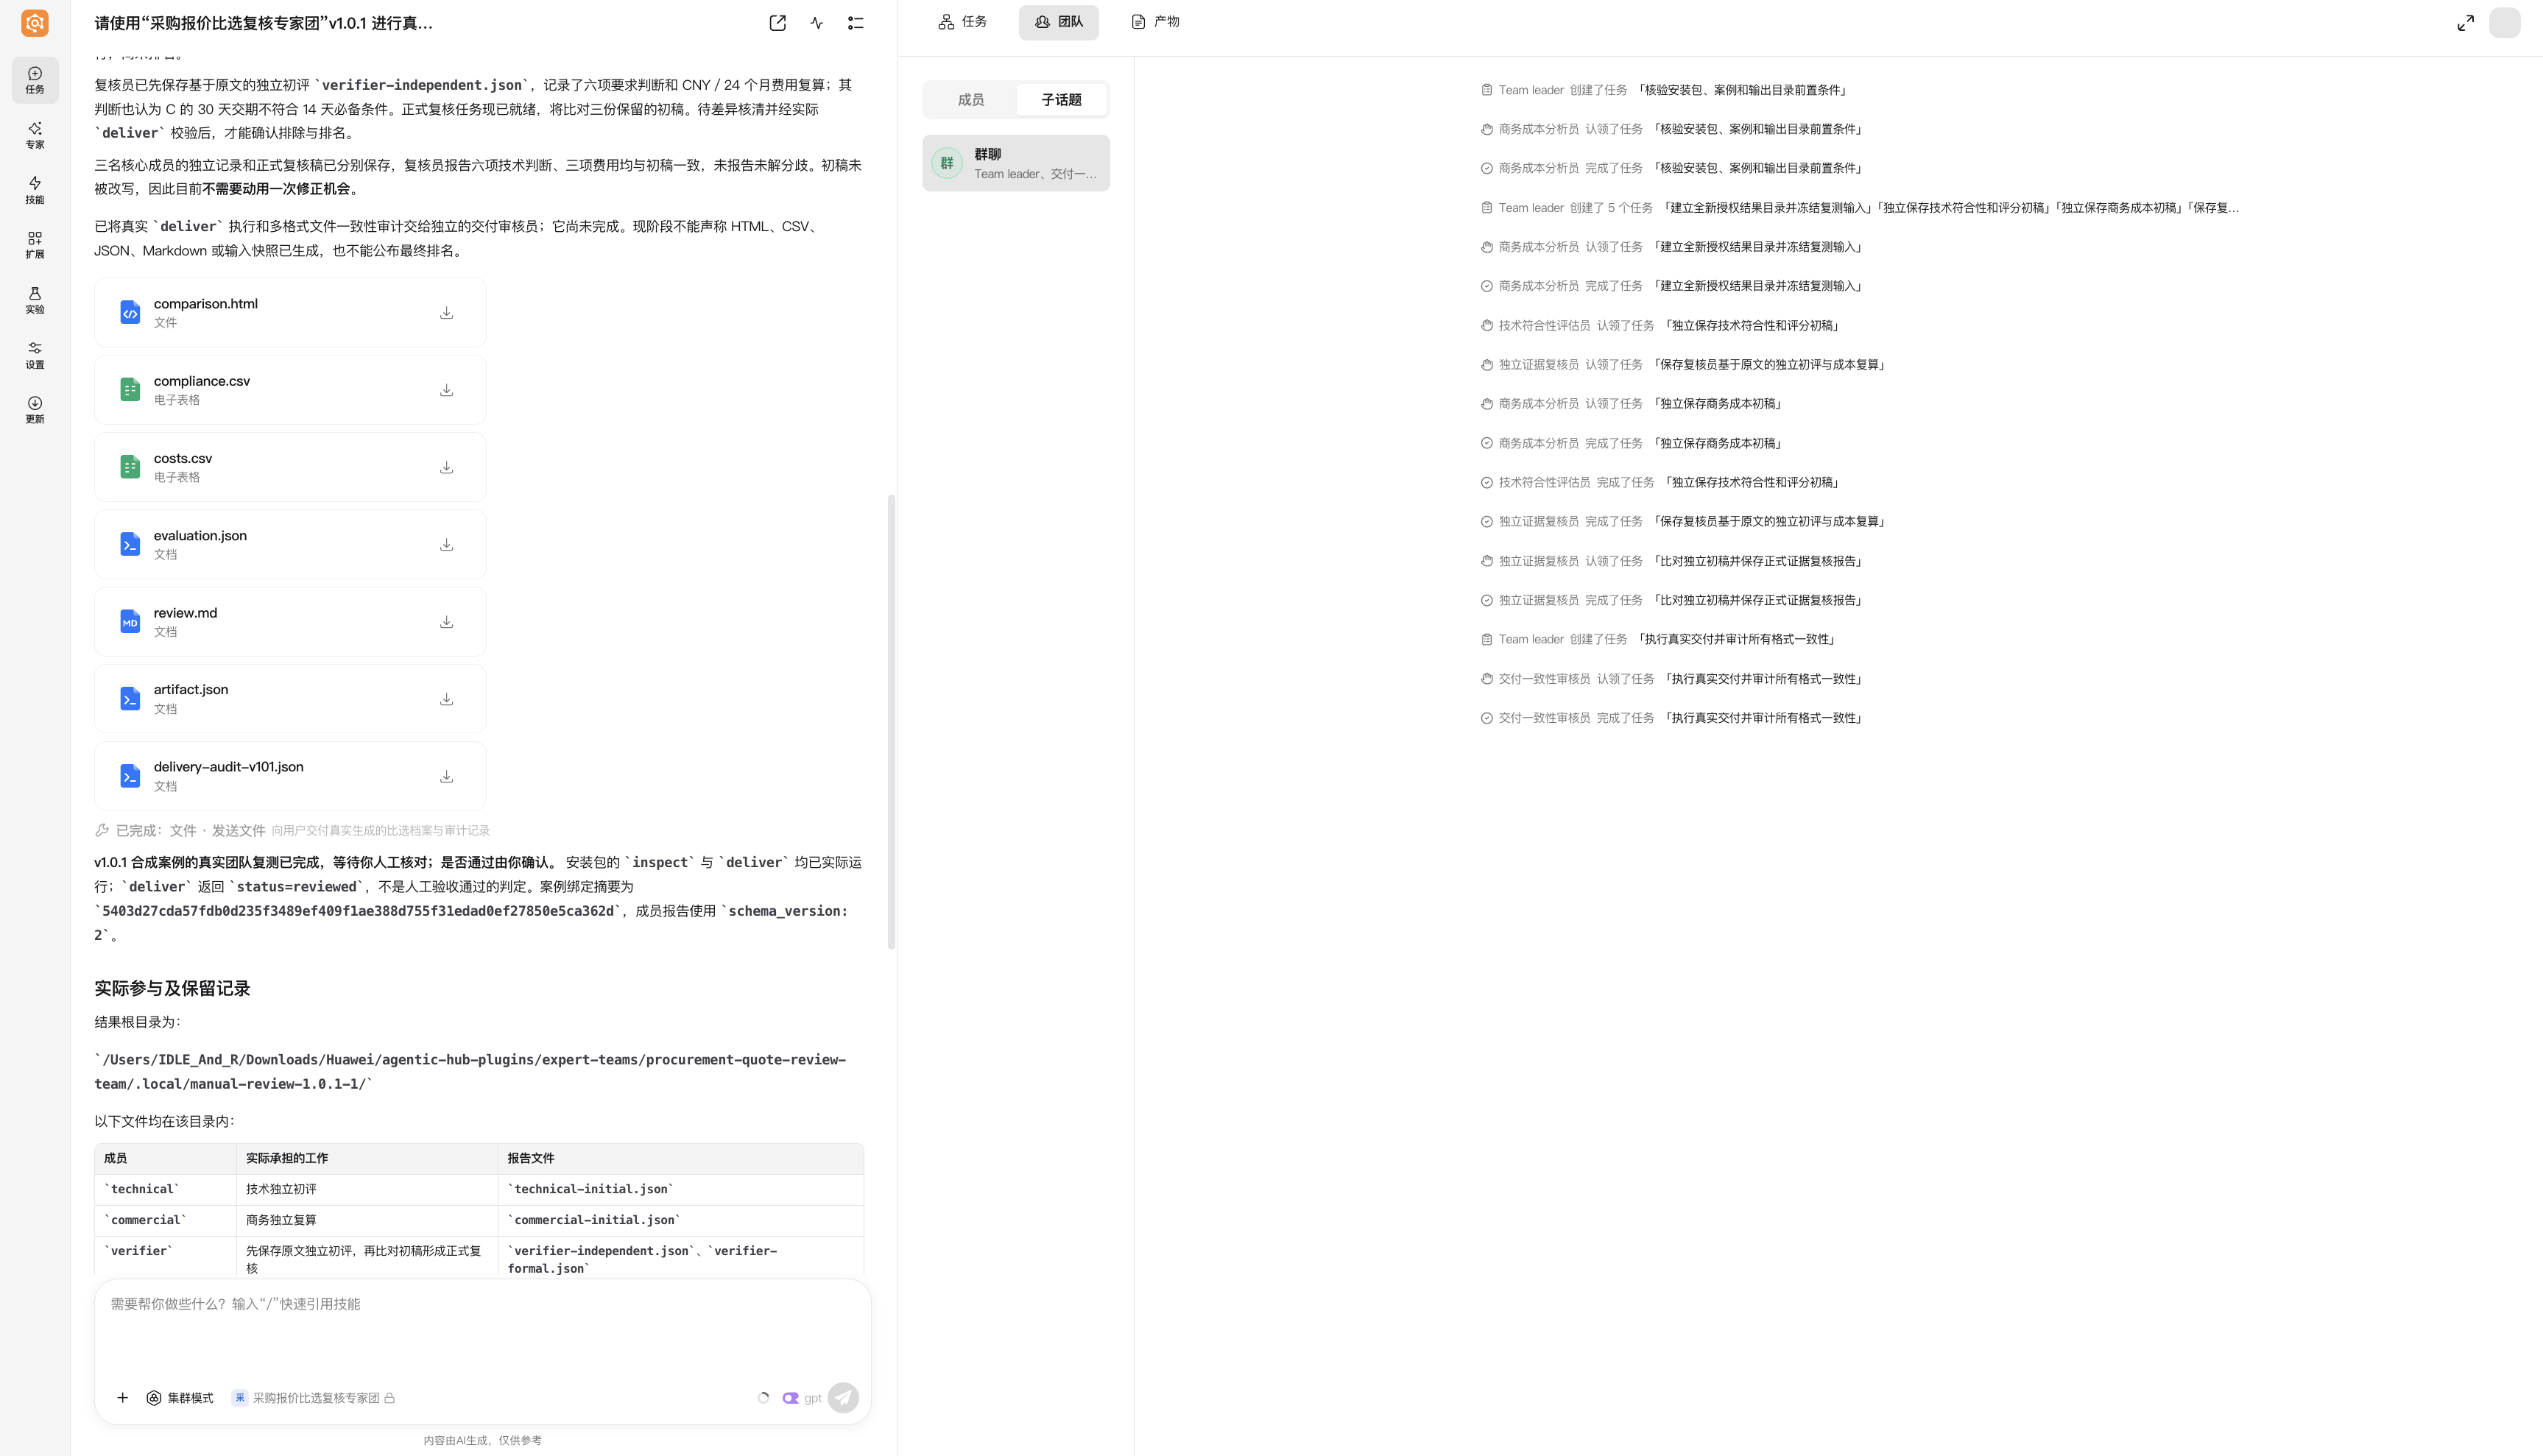 请使用“采购报价比选复核专家团”v1.0.1 进行真…
任务
团队
产物
任务
专家
技能
扩展
实验
设置
更新
复核员已先保存基于原文的独立初评 `verifier-independent.json`，记录了六项要求判断和 CNY / 24 个月费用复算；其
判断也认为 C 的 30 天交期不符合 14 天必备条件。正式复核任务现已就绪，将比对三份保留的初稿。待差异核清并经实际
`deliver` 校验后，才能确认排除与排名。
三名核心成员的独立记录和正式复核稿已分别保存，复核员报告六项技术判断、三项费用均与初稿一致，未报告未解分歧。初稿未
被改写，因此目前不需要动用一次修正机会。
已将真实 `deliver` 执行和多格式文件一致性审计交给独立的交付审核员；它尚未完成。现阶段不能声称 HTML、CSV、
JSON、Markdown 或输入快照已生成，也不能公布最终排名。
comparison.html
文件
compliance.csv
电子表格
costs.csv
电子表格
evaluation.json
文档
MD
review.md
文档
artifact.json
文档
delivery-audit-v101.json
文档
已完成：文件 · 发送文件 向用户交付真实生成的比选档案与审计记录
v1.0.1 合成案例的真实团队复测已完成，等待你人工核对；是否通过由你确认。 安装包的 `inspect` 与 `deliver` 均已实际运
行；`deliver` 返回 `status=reviewed`，不是人工验收通过的判定。案例绑定摘要为
`5403d27cda57fdb0d235f3489ef409f1ae388d755f31edad0ef27850e5ca362d`，成员报告使用 `schema_version:
2`。
实际参与及保留记录
结果根目录为：
`/Users/IDLE_And_R/Downloads/Huawei/agentic-hub-plugins/expert-teams/procurement-quote-review-
team/.local/manual-review-1.0.1-1/`
以下文件均在该目录内：
成员 实际承担的工作 报告文件
`technical` 技术独立初评 `technical-initial.json`
`commercial` 商务独立复算 `commercial-initial.json`
`verifier` 先保存原文独立初评，再比对初稿形成正式复 `verifier-independent.json`、`verifier-
核 formal.json`
需要帮你做些什么？输入“/”快速引用技能
集群模式
采 采购报价比选复核专家团
gpt
内容由AI生成，仅供参考
成员
子话题
群
群聊
Team leader、交付一…
Team leader 创建了任务 「核验安装包、案例和输出目录前置条件」
商务成本分析员 认领了任务 「核验安装包、案例和输出目录前置条件」
商务成本分析员 完成了任务 「核验安装包、案例和输出目录前置条件」
Team leader 创建了 5 个任务 「建立全新授权结果目录并冻结复测输入」「独立保存技术符合性和评分初稿」「独立保存商务成本初稿」「保存复…
商务成本分析员 认领了任务 「建立全新授权结果目录并冻结复测输入」
商务成本分析员 完成了任务 「建立全新授权结果目录并冻结复测输入」
技术符合性评估员 认领了任务 「独立保存技术符合性和评分初稿」
独立证据复核员 认领了任务 「保存复核员基于原文的独立初评与成本复算」
商务成本分析员 认领了任务 「独立保存商务成本初稿」
商务成本分析员 完成了任务 「独立保存商务成本初稿」
技术符合性评估员 完成了任务 「独立保存技术符合性和评分初稿」
独立证据复核员 完成了任务 「保存复核员基于原文的独立初评与成本复算」
独立证据复核员 认领了任务 「比对独立初稿并保存正式证据复核报告」
独立证据复核员 完成了任务 「比对独立初稿并保存正式证据复核报告」
Team leader 创建了任务 「执行真实交付并审计所有格式一致性」
交付一致性审核员 认领了任务 「执行真实交付并审计所有格式一致性」
交付一致性审核员 完成了任务 「执行真实交付并审计所有格式一致性」